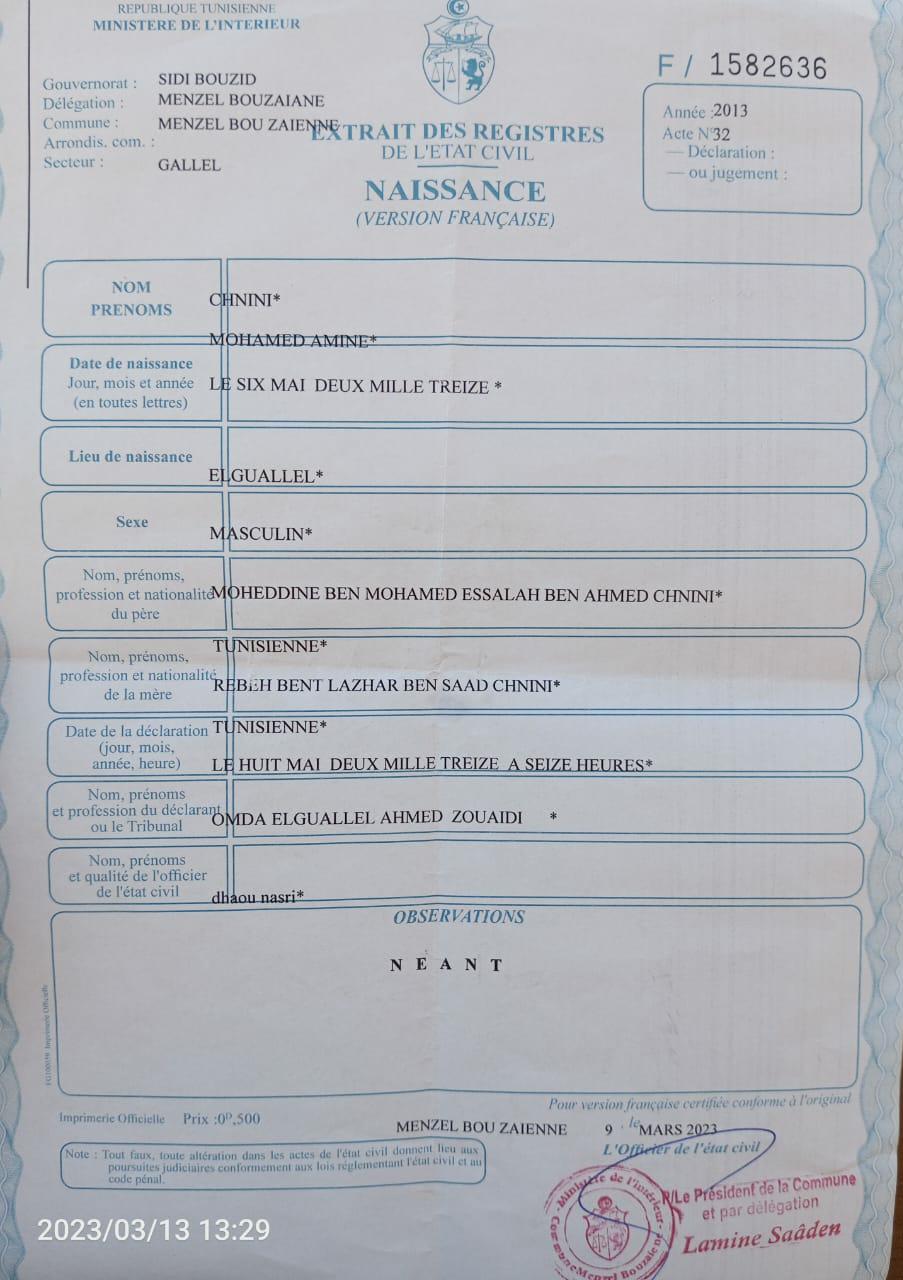 REPUBLIQUE TUNISIENNE
MINISTERE DE L'INTERIEUR
Gouvernorat : SIDI BOUZID
Délégation : MENZEL BOUZAIANE
Commune : MENZEL BOU ZAIENNE
Arrondis. com. :
Secteur : GALLEL
EXTRAIT DES REGISTRES
DE L'ETAT CIVIL
NAISSANCE
(VERSION FRANÇAISE)
F / 1582636
Année :2013
Acte N°32
— Déclaration :
— ou jugement :
NOM
PRENOMS
CHNINI*
MOHAMED AMINE*
Date de naissance
Jour, mois et année
(en toutes lettres)
LE SIX MAI DEUX MILLE TREIZE *
Lieu de naissance
ELGUALLEL*
Sexe
MASCULIN*
Nom, prénoms,
profession et nationalité
du père
MOHEDDINE BEN MOHAMED ESSALAH BEN AHMED CHNINI*
TUNISIENNE*
Nom, prénoms,
profession et nationalité
de la mère
REBEH BENT LAZHAR BEN SAAD CHNINI*
TUNISIENNE*
Date de la déclaration
(jour, mois,
année, heure)
LE HUIT MAI DEUX MILLE TREIZE A SEIZE HEURES*
Nom, prénoms
et profession du déclarant
ou le Tribunal
OMDA ELGUALLEL AHMED ZOUAIDI *
Nom, prénoms
et qualité de l'officier
de l'état civil
dhaou nasri*
OBSERVATIONS
N E A N T
Imprimerie Officielle
Imprimerie Officielle Prix :0ᴰ,500
Pour version française certifiée conforme à l'original
MENZEL BOU ZAIENNE 9 le MARS 2023
L'Officier de l'état civil
Note : Tout faux, toute altération dans les actes de l'état civil donnent lieu aux
poursuites judiciaires conformement aux lois réglementant l'état civil et au
code pénal.
Ministère de l'intérieur
Commune Menzel Bouzaiene
P/Le Président de la Commune
et par délégation
Lamine Saâden
2023/03/13 13:29